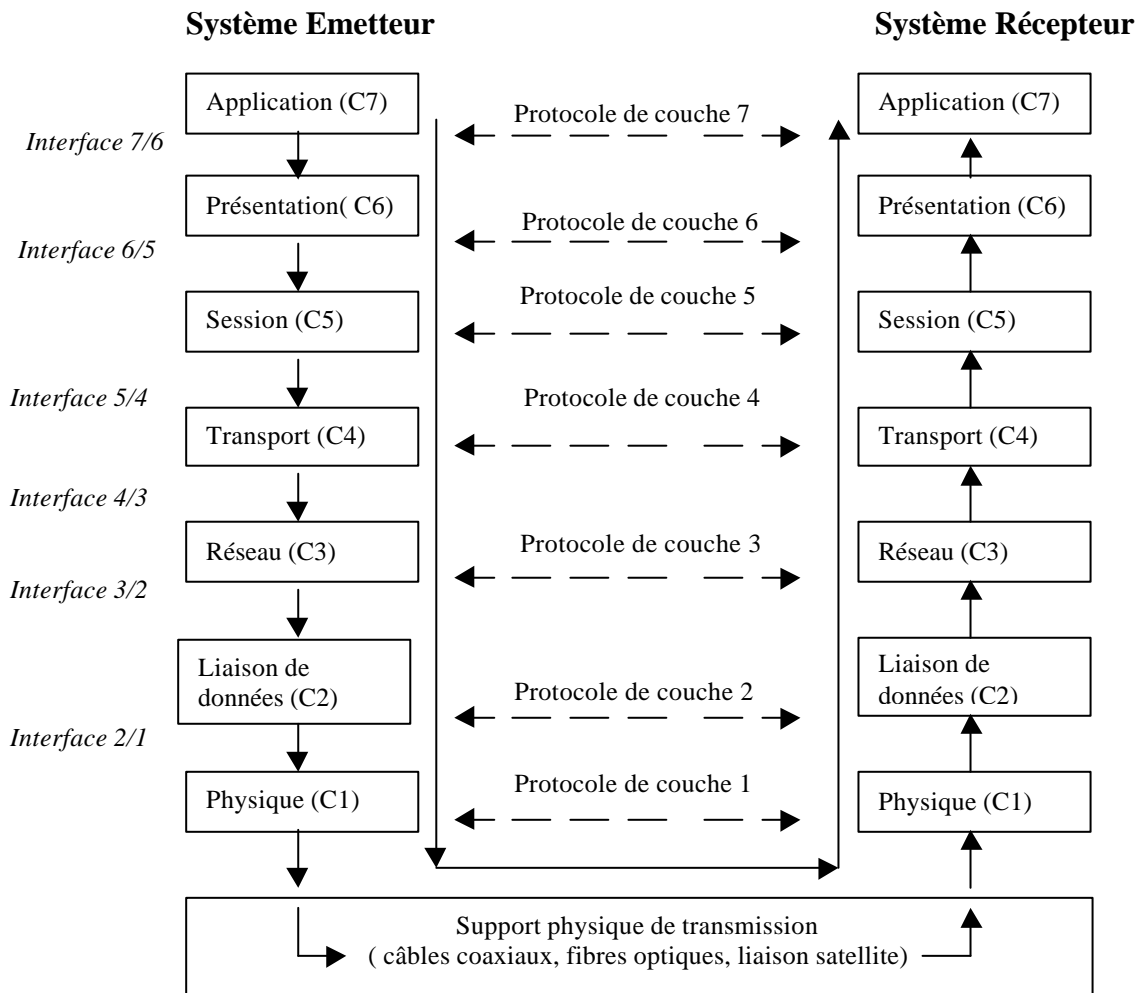 Système Emetteur
Système Récepteur
Application (C7)
Protocole de couche 7
Application (C7)
Interface 7/6
Présentation( C6)
Protocole de couche 6
Présentation (C6)
Interface 6/5
Session (C5)
Protocole de couche 5
Session (C5)
Interface 5/4
Transport (C4)
Protocole de couche 4
Transport (C4)
Interface 4/3
Réseau (C3)
Protocole de couche 3
Réseau (C3)
Interface 3/2
Liaison de
données (C2)
Protocole de couche 2
Liaison de
données (C2)
Interface 2/1
Physique (C1)
Protocole de couche 1
Physique (C1)
Support physique de transmission
( câbles coaxiaux, fibres optiques, liaison satellite)